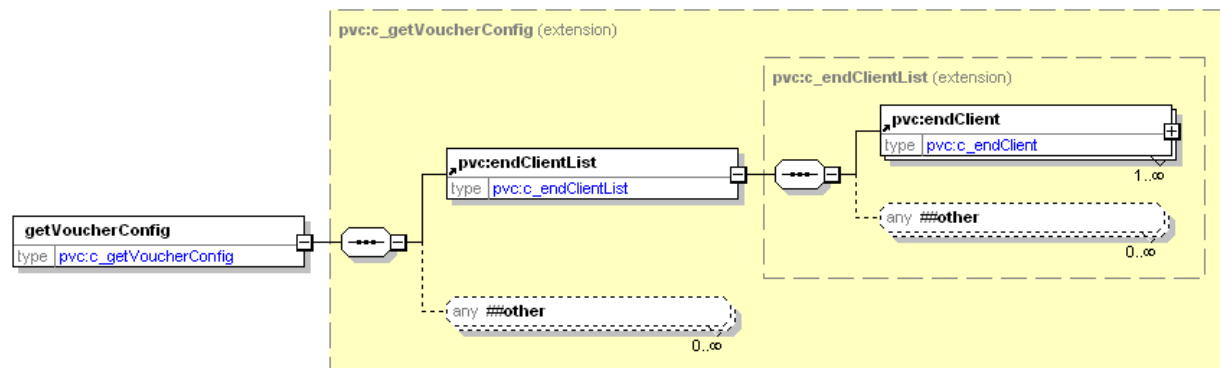 pvc:c_getVoucherConfig (extension)
pvc:c_endClientList (extension)
pvc:endClient
type pvc:c_endClient
1..∞
pvc:endClientList
type pvc:c_endClientList
any ##other
0..∞
getVoucherConfig
type pvc:c_getVoucherConfig
any ##other
0..∞